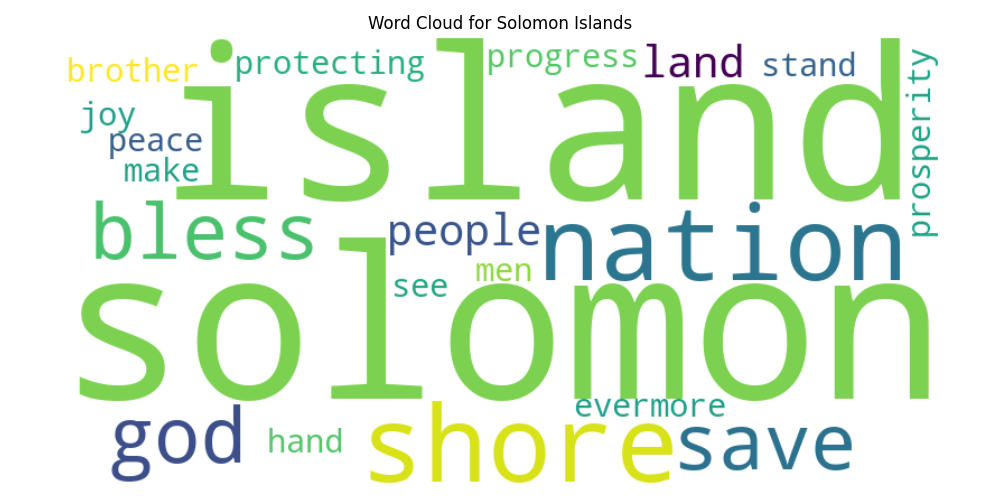 Word Cloud for Solomon Islands
brother
protecting
progress
land
stand
prosperity
joy
island
peace
make
bless
people
nation
men
see
solomon
evermore
god
hand
shore
save